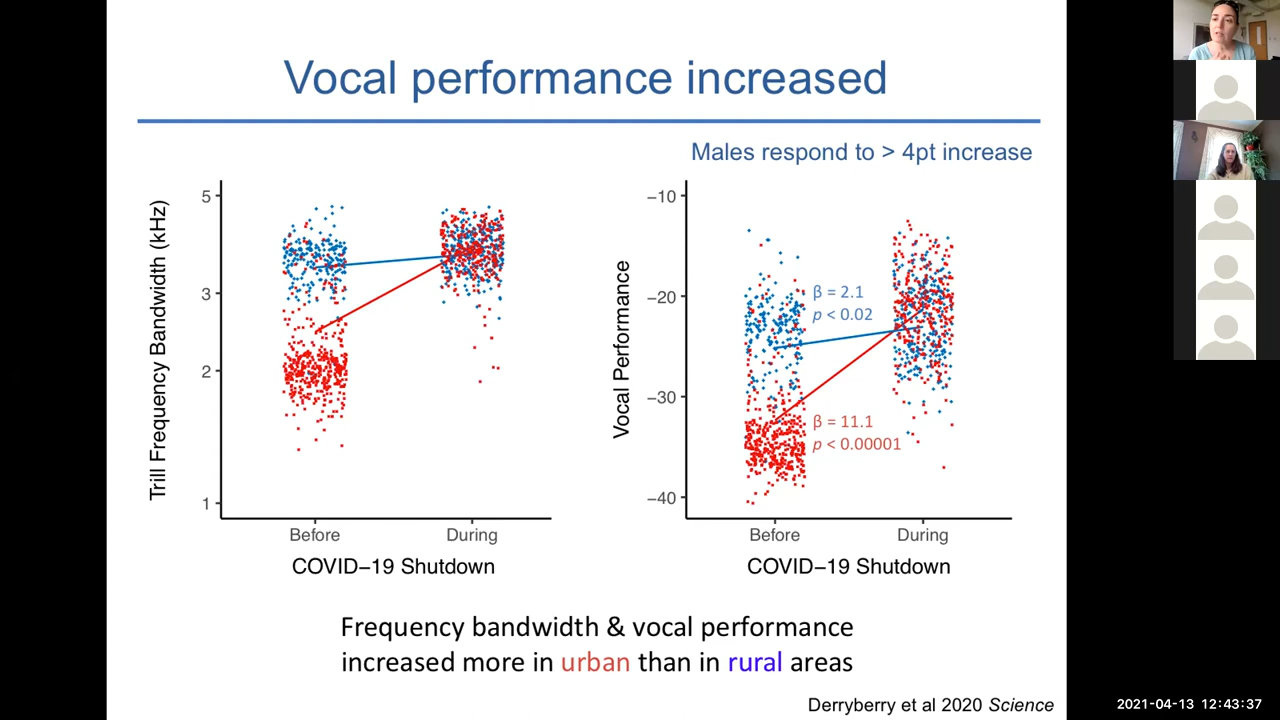 Vocal performance increased
Males respond to > 4pt increase
Trill Frequency Bandwidth (kHz)
5
3
2
1
Before
During
COVID−19 Shutdown
Vocal Performance
−10
−20
−30
−40
β = 2.1
p < 0.02
β = 11.1
p < 0.00001
Before
During
COVID−19 Shutdown
Frequency bandwidth & vocal performance
increased more in urban than in rural areas
Derryberry et al 2020 Science
2021-04-13 12:43:37